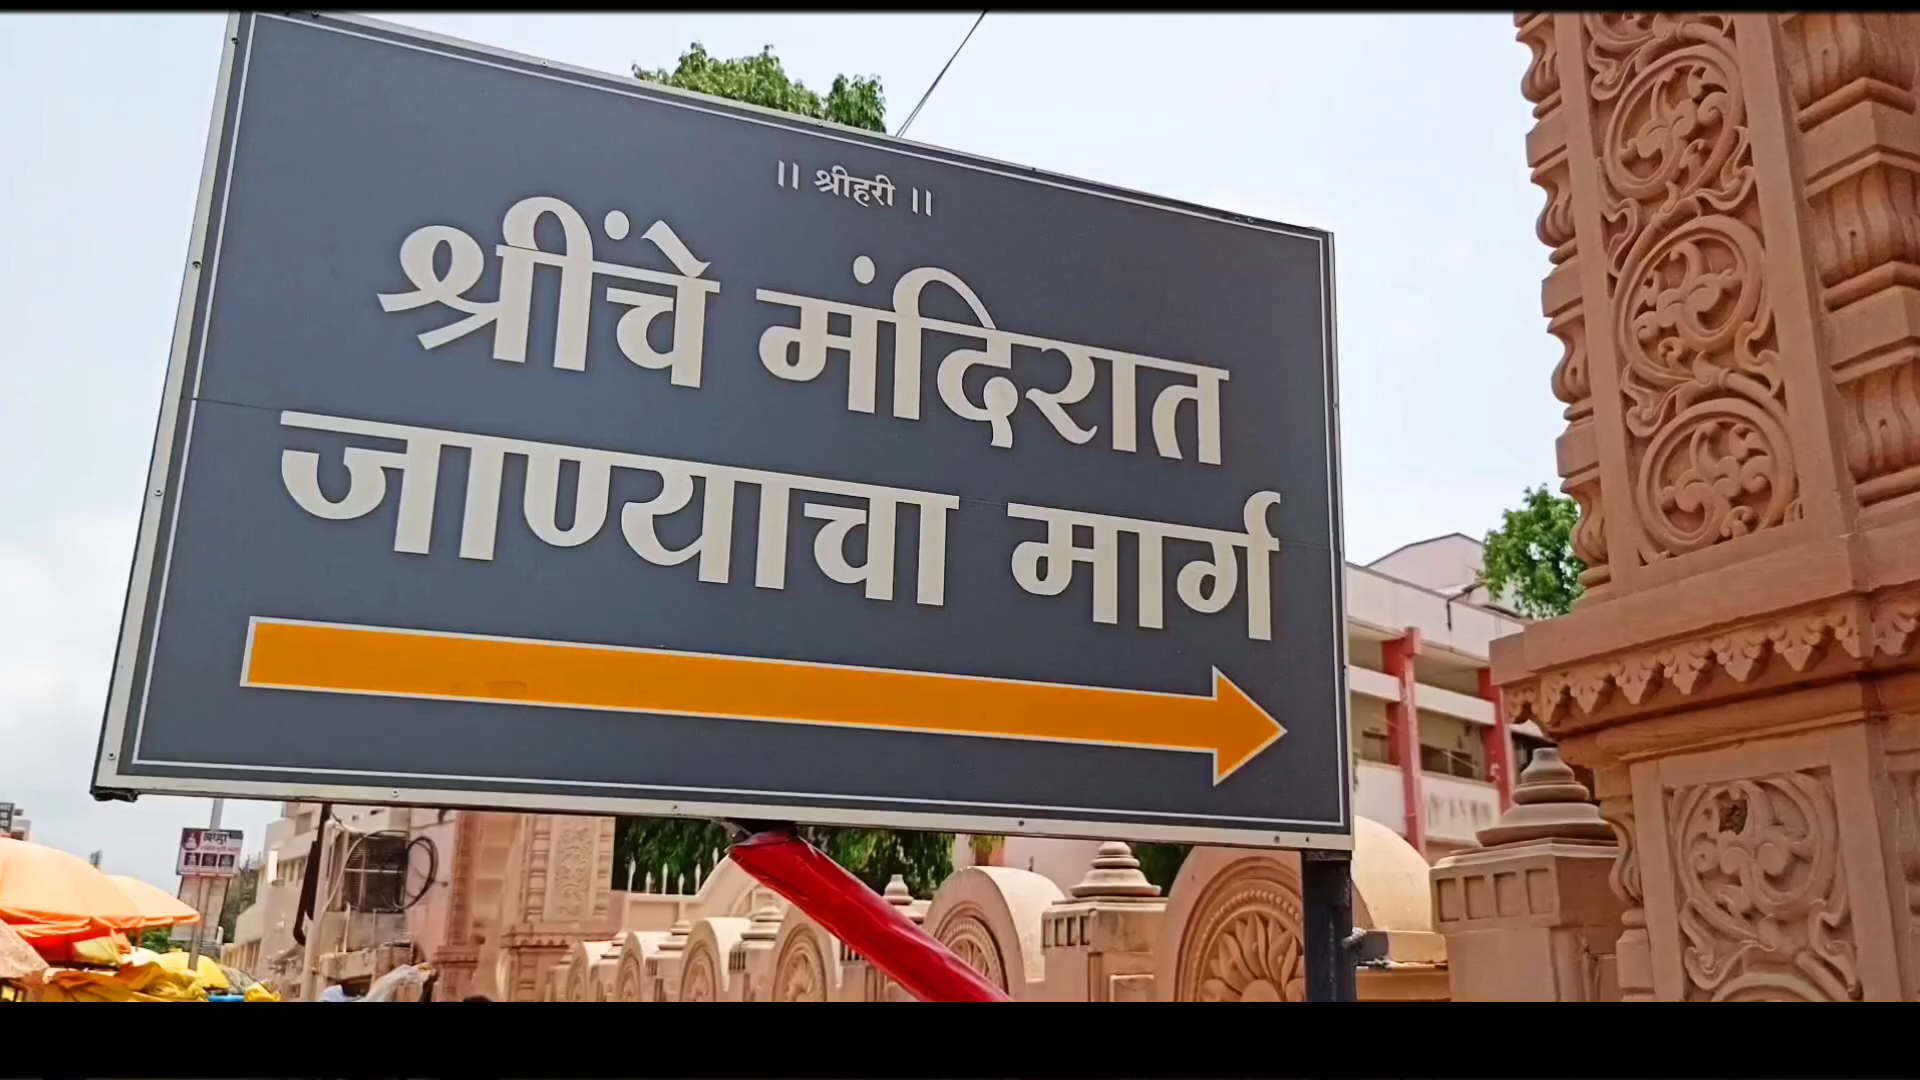 ॥ श्रीहरी ॥
श्रींचे मंदिरात
जाण्याचा मार्ग